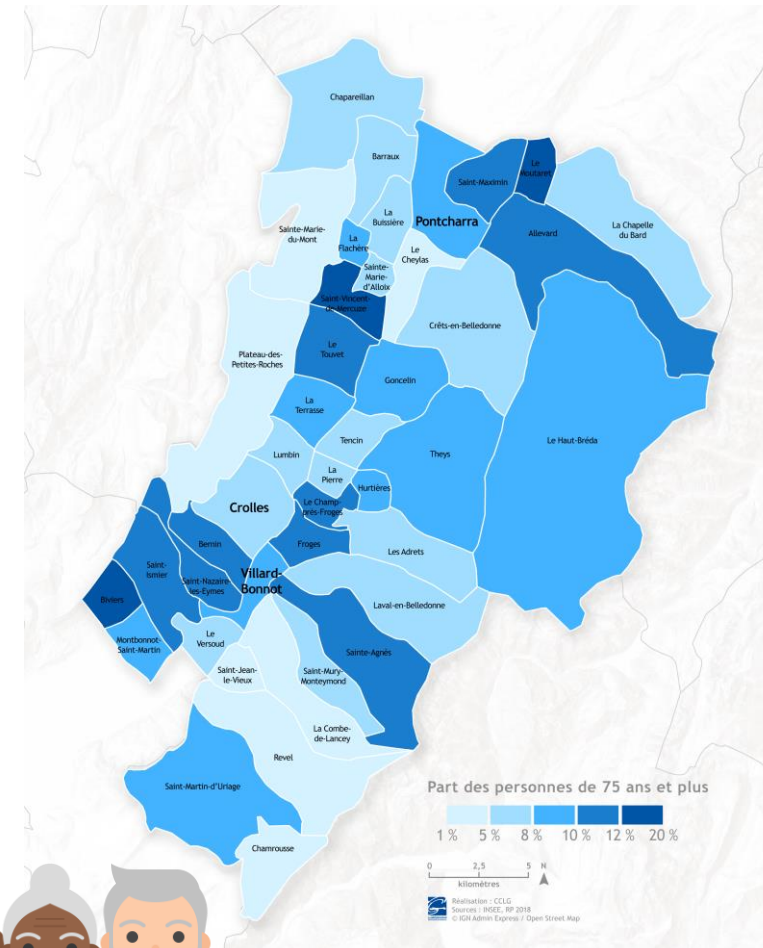 Chapareillan
Barraux
Le
Moutaret
Saint-Maximin
La
Buissière
Pontcharra
La Chapelle
du Bard
Sainte-Marie-
du-Mont
La
Flachère
Allevard
Le
Cheylas
Sainte-
Marie-
d'Alloix
Saint-Vincent-
de-Mercuze
Crêts-en-Belledonne
Le
Touvet
Plateau-des-
Petites-Roches
Goncelin
La
Terrasse
Tencin
Le Haut-Bréda
Lumbin
Theys
La
Pierre
Hurtières
Crolles
Le Champ-
près-Froges
Bernin
Froges
Les Adrets
Saint-
Ismier
Villard-
Bonnot
Saint-Nazaire-
les-Eymes
Biviers
Laval-en-Belledonne
Le
Versoud
Montbonnot-
Saint-Martin
Sainte-Agnès
Saint-Jean-
le-Vieux
Saint-Mury-
Monteymond
La Combe-
de-Lancey
Revel
Saint-Martin-d'Uriage
Chamrousse
Part des personnes de 75 ans et plus
1 % 5 % 8 % 10 % 12 % 20 %
0 2,5 5 N
kilomètres
Réalisation : CCLG
Sources : INSEE, RP 2018
© IGN Admin Express / Open Street Map